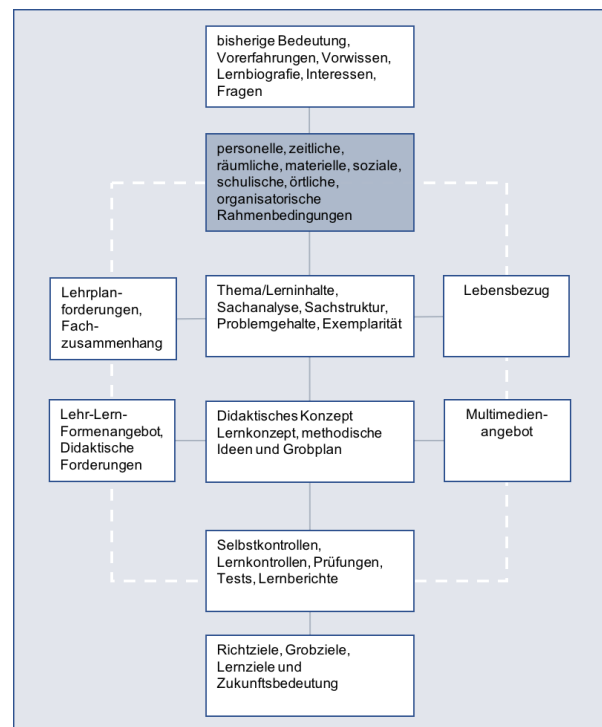 bisherige Bedeutung,
Vorerfahrungen, Vorwissen,
Lernbiografie, Interessen,
Fragen
personelle, zeitliche,
räumliche, materielle, soziale,
schulische, örtliche,
organisatorische
Rahmenbedingungen
Lehrplan-
forderungen,
Fach-
zusammenhang
Thema/Lerninhalte,
Sachanalyse, Sachstruktur,
Problemgehalte, Exemplarität
Lebensbezug
Lehr-Lern-
Formenangebot,
Didaktische
Forderungen
Didaktisches Konzept
Lernkonzept, methodische
Ideen und Grobplan
Multimedien-
angebot
Selbstkontrollen,
Lernkontrollen, Prüfungen,
Tests, Lernberichte
Richtziele, Grobziele,
Lernziele und
Zukunftsbedeutung